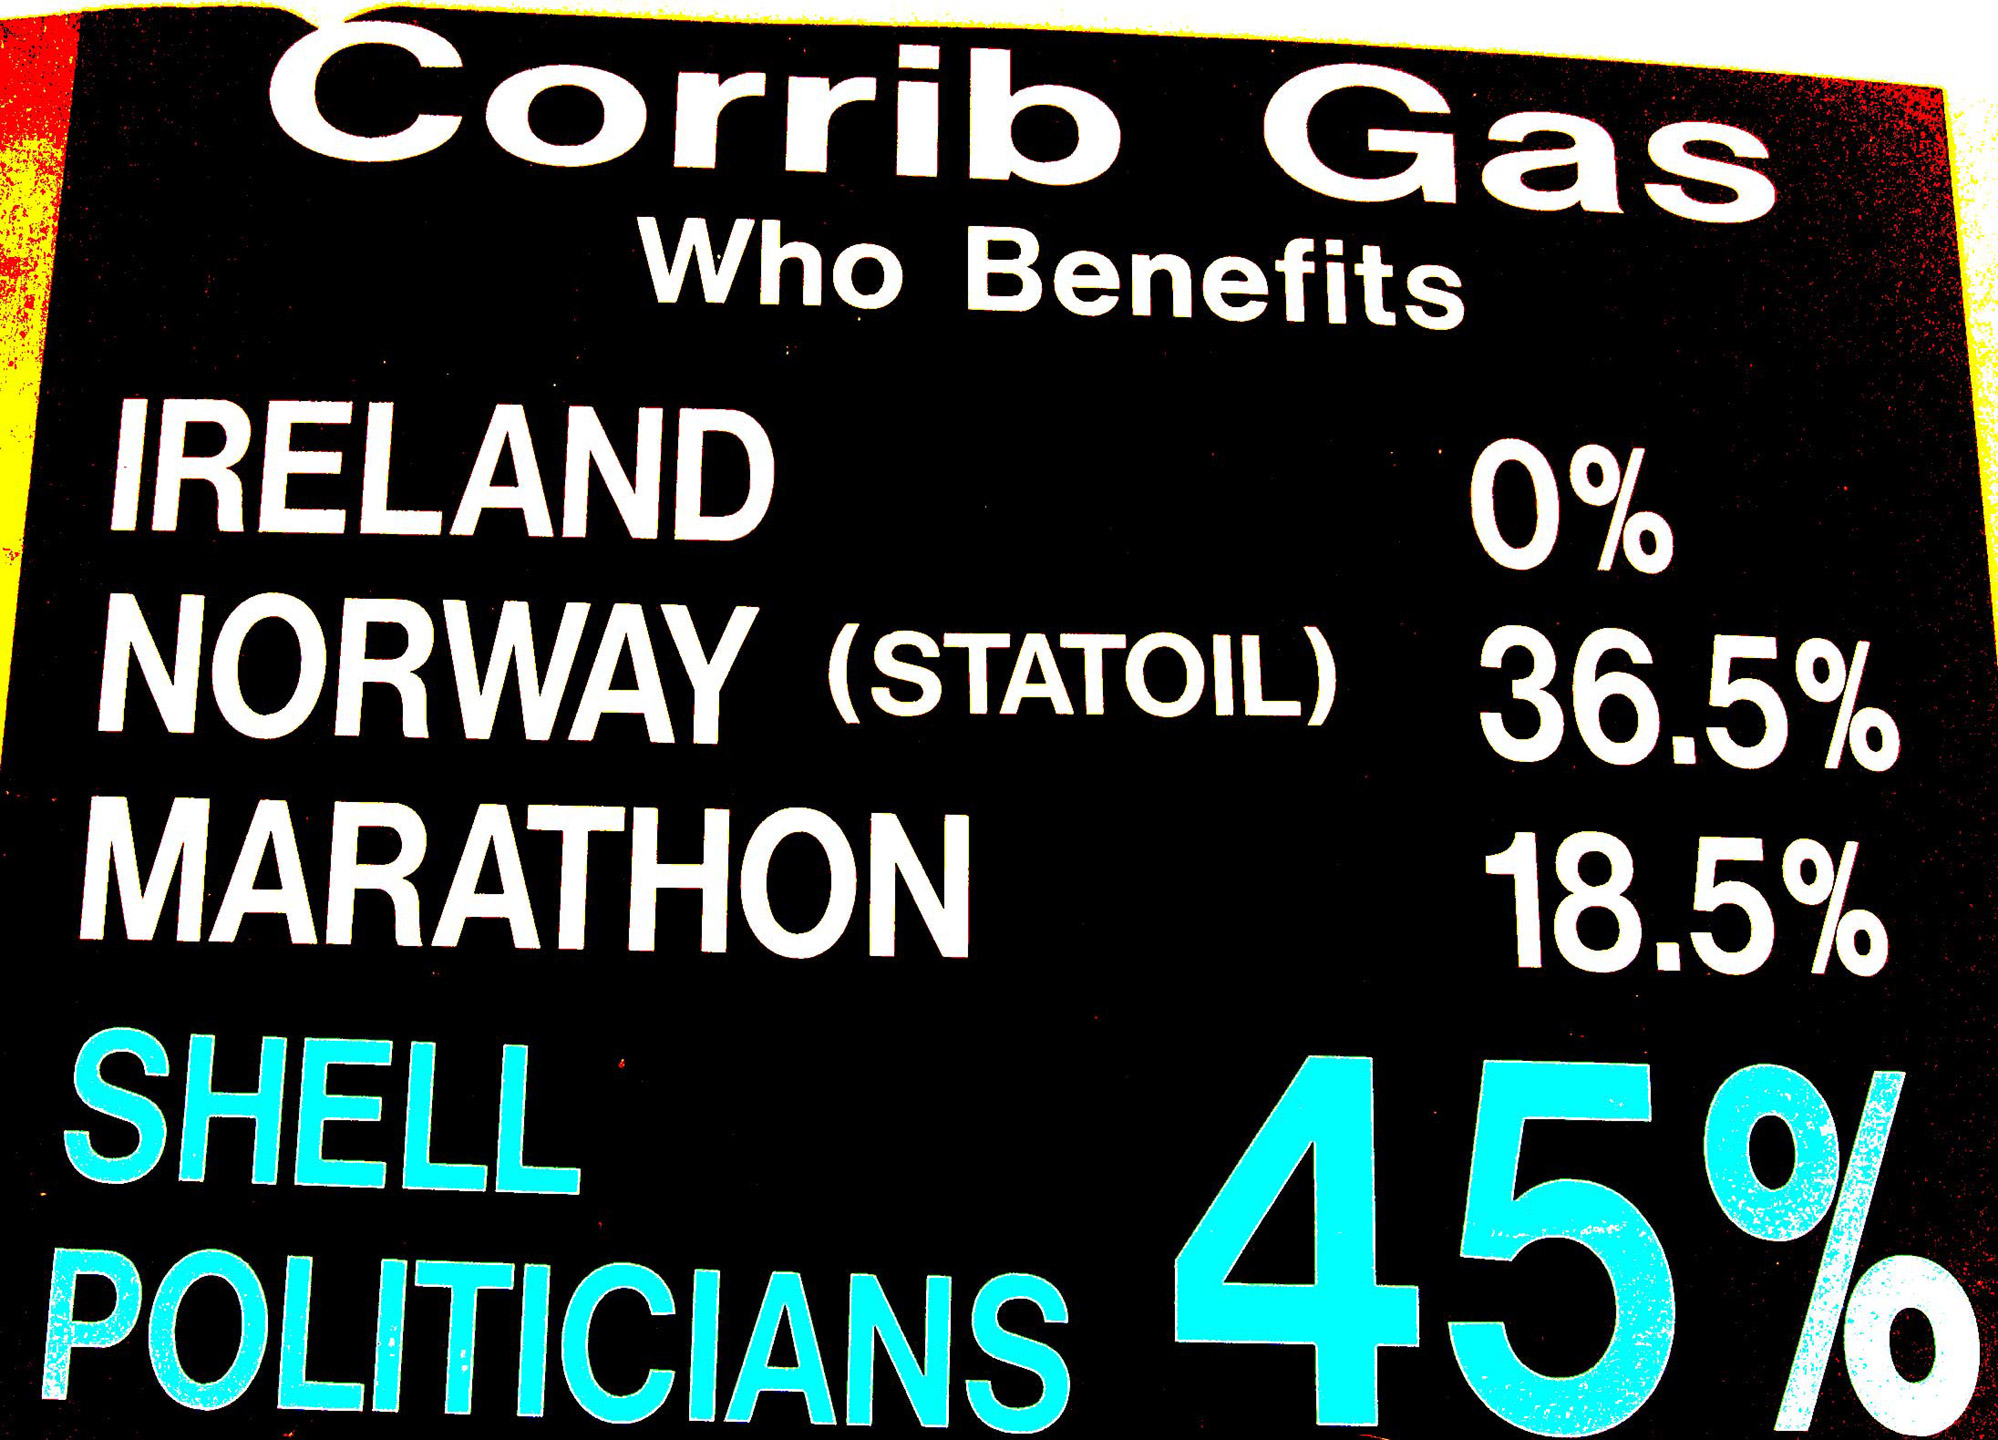 Corrib Gas
Who Benefits
IRELAND 0%
NORWAY (STATOIL) 36.5%
MARATHON 18.5%
SHELL
POLITICIANS 45%